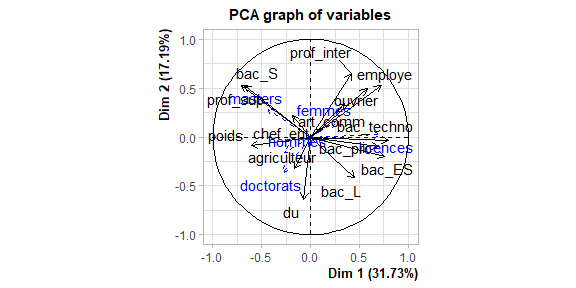 PCA graph of variables
Dim 2 (17.19%)
1.0
0.5
0.0
-0.5
-1.0
prof_inter
bac_S
employe
prof_sup
masters
ouvrier
femmes
art_comm
bac_techno
poids
chef_ent
hommes
bac_pro
licences
agriculteur
bac_ES
doctorats
bac_L
du
-1.0 -0.5 0.0 0.5 1.0
Dim 1 (31.73%)